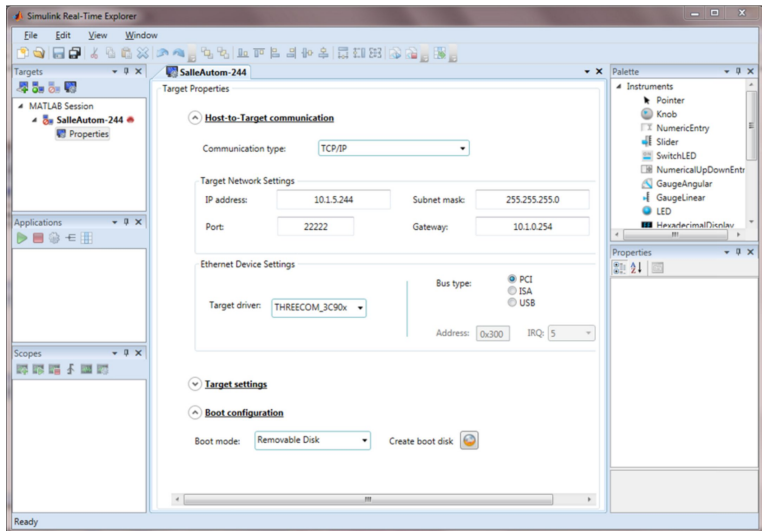 Simulink Real-Time Explorer
File Edit View Window
Targets
MATLAB Session
SalleAutom-244
Properties
Applications
Scopes
SalleAutom-244
Target Properties
Host-to-Target communication
Communication type: TCP/IP
Target Network Settings
IP address: 10.1.5.244 Subnet mask: 255.255.255.0
Port: 22222 Gateway: 10.1.0.254
Ethernet Device Settings
Bus type: PCI
ISA
USB
Target driver: THREECOM_3C90x
Address: 0x300 IRQ: 5
Target settings
Boot configuration
Boot mode: Removable Disk Create boot disk
Palette
Instruments
Pointer
Knob
NumericEntry
Slider
SwitchLED
NumericalUpDownEntr
GaugeAngular
GaugeLinear
LED
HexadecimalDisplay
Properties
Ready